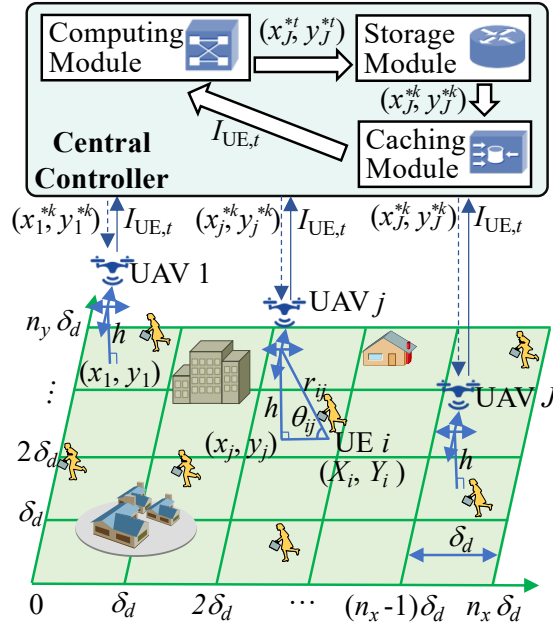 Computing Module
(x_J^{*t}, y_J^{*t})
Storage Module
(x_J^{*k}, y_J^{*k})
I_{UE,t}
Caching Module
Central Controller
(x_1^{*k}, y_1^{*k})
I_{UE,t}
(x_j^{*k}, y_j^{*k})
I_{UE,t}
(x_J^{*k}, y_J^{*k})
I_{UE,t}
UAV 1
UAV j
UAV J
n_y δ_d
h
(x_1, y_1)
⋮
h
r_{ij}
θ_{ij}
(x_j, y_j)
UE i
(X_i, Y_i)
h
2δ_d
δ_d
δ_d
0
δ_d
2δ_d
···
(n_x-1)δ_d
n_x δ_d